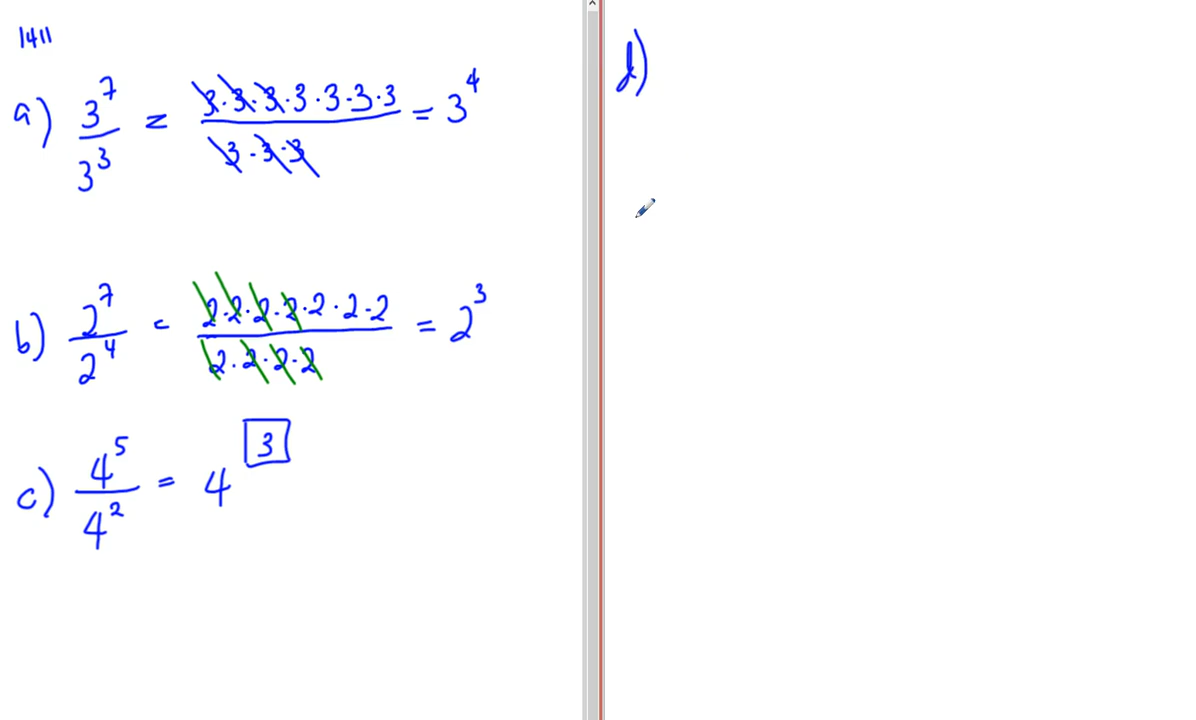 1411
a) 3^7/3^3 = 3·3·3·3·3·3·3/3·3·3 = 3^4
b) 2^7/2^4 = 2·2·2·2·2·2·2/2·2·2·2 = 2^3
c) 4^5/4^2 = 4^3
d)